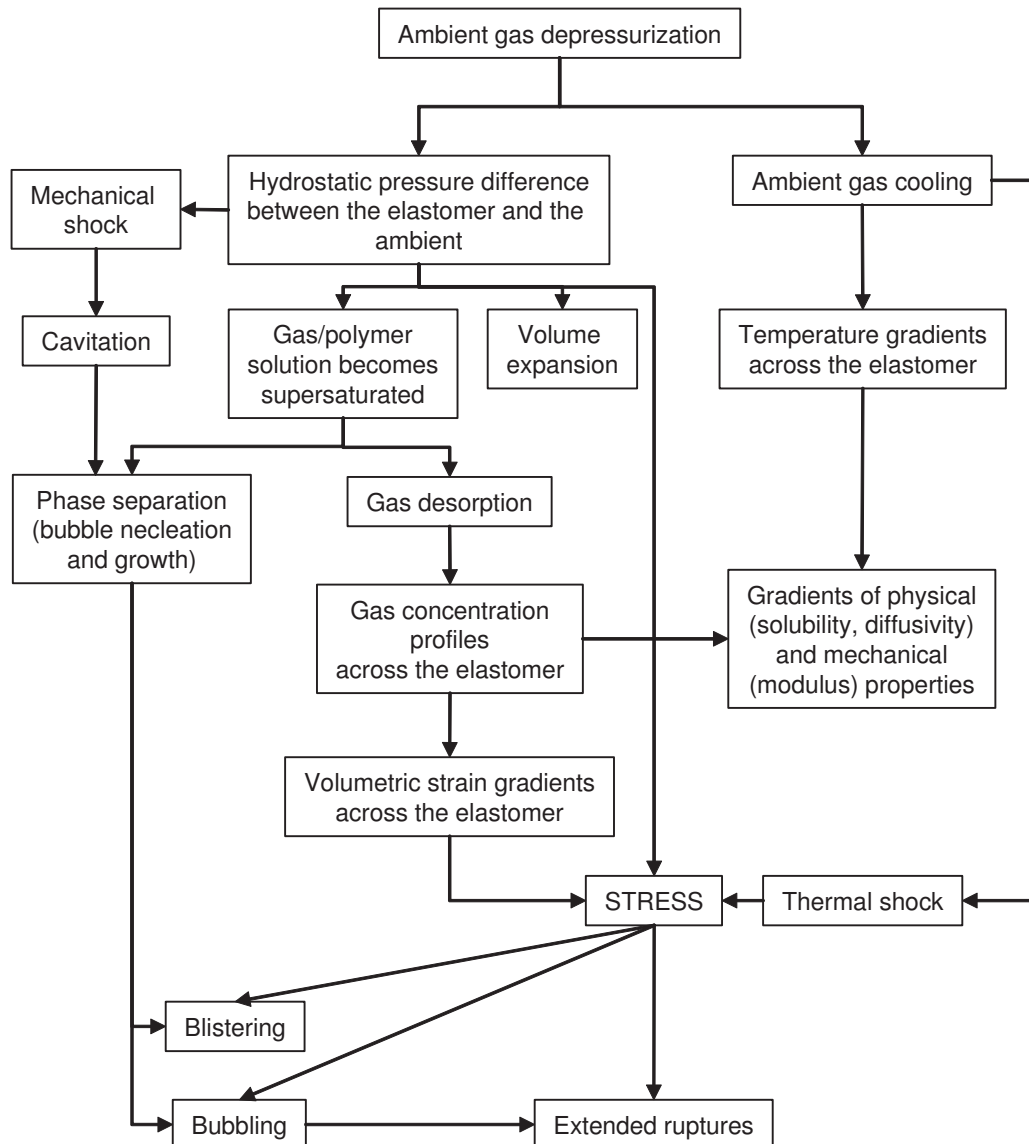 Ambient gas depressurization
Hydrostatic pressure difference
between the elastomer and the
ambient
Ambient gas cooling
Mechanical
shock
Cavitation
Gas/polymer
solution becomes
supersaturated
Volume
expansion
Temperature gradients
across the elastomer
Phase separation
(bubble necleation
and growth)
Gas desorption
Gas concentration
profiles
across the elastomer
Gradients of physical
(solubility, diffusivity)
and mechanical
(modulus) properties
Volumetric strain gradients
across the elastomer
STRESS
Thermal shock
Blistering
Bubbling
Extended ruptures